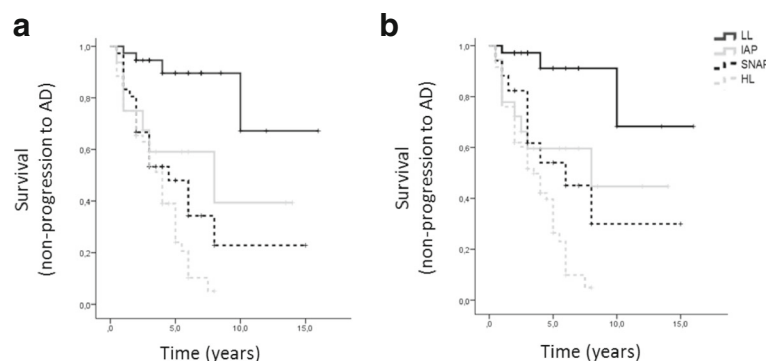 a
Survival
(non-progression to AD)
1,0
0,8
0,6
0,4
0,2
0,0
,0
5,0
10,0
15,0
Time (years)
b
Survival
(non-progression to AD)
1,0
0,8
0,6
0,4
0,2
0,0
,0
5,0
10,0
15,0
Time (years)
LL
IAP
SNAP
HL